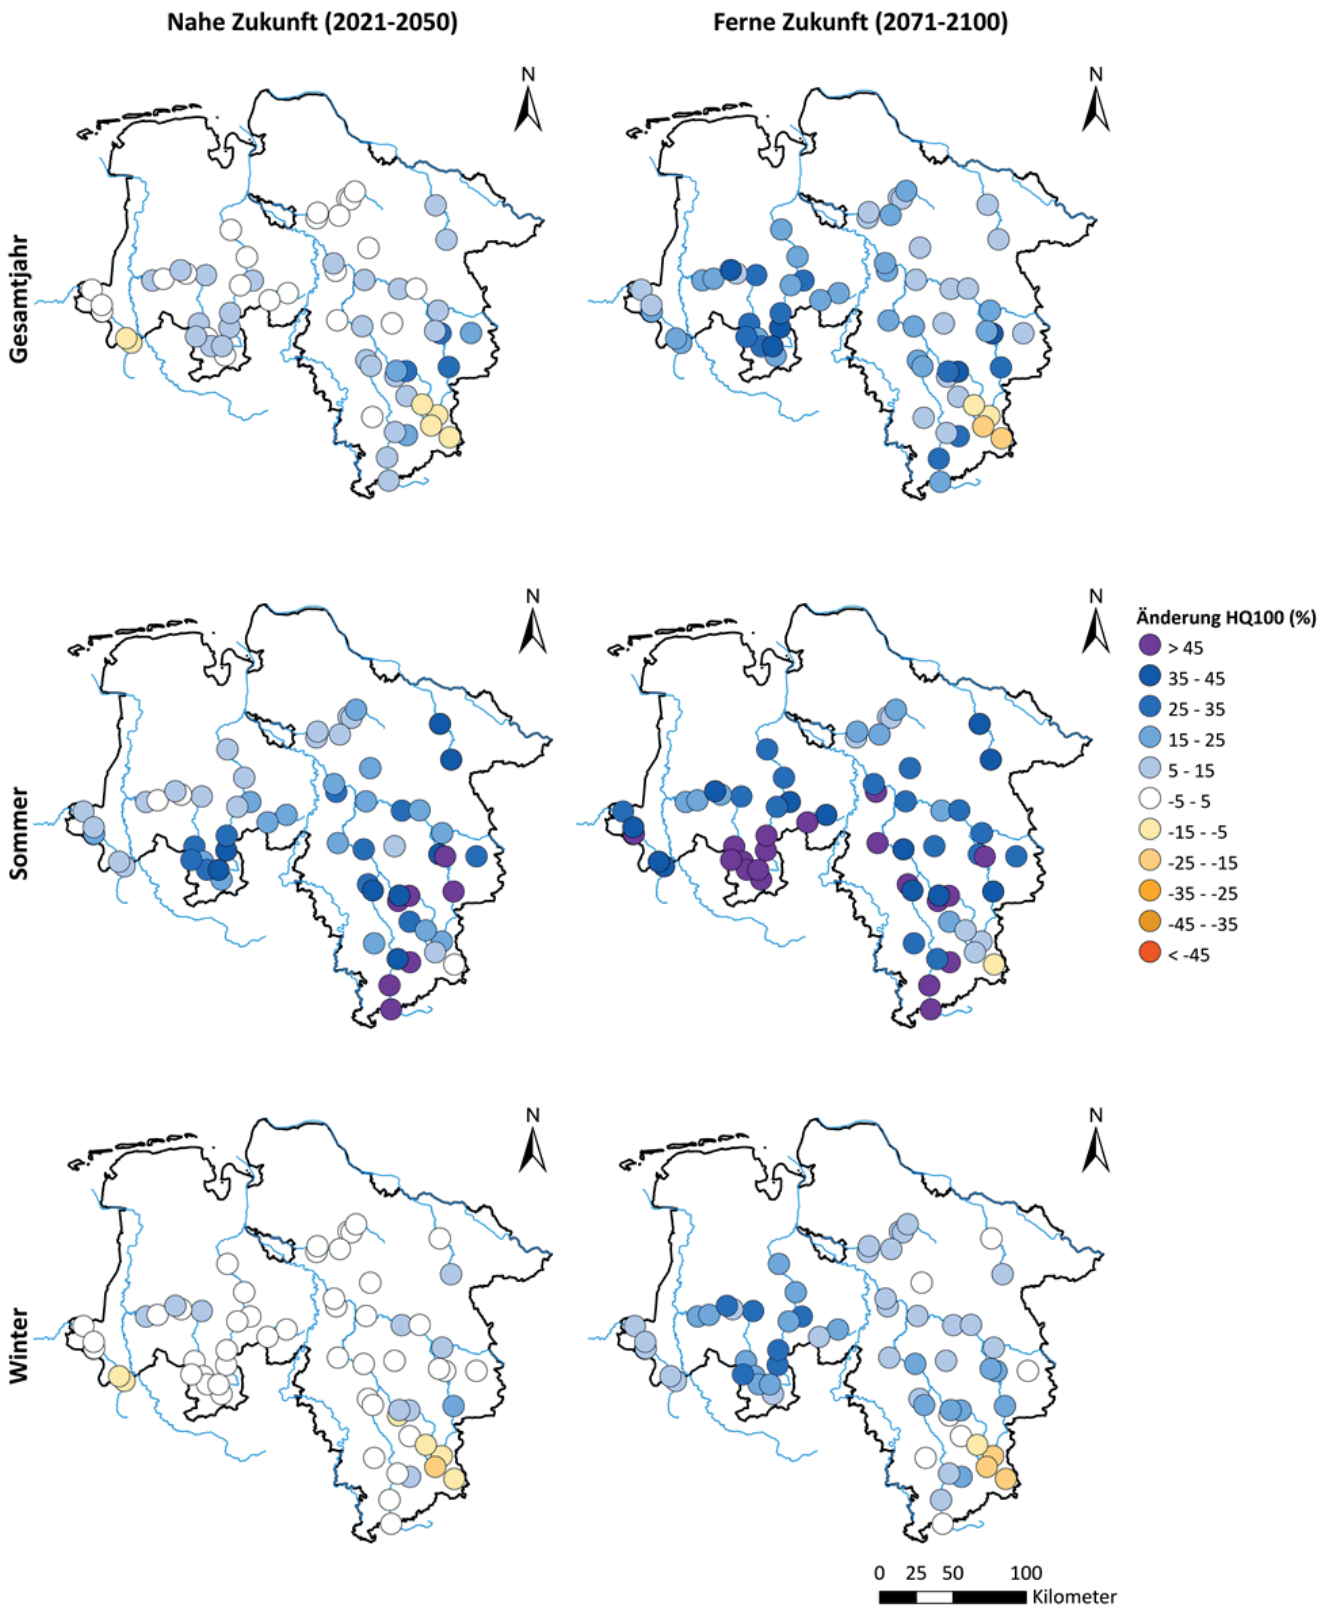 Nahe Zukunft (2021-2050)
Ferne Zukunft (2071-2100)
Gesamtjahr
N
N
Sommer
N
N
Änderung HQ100 (%)
> 45
35 - 45
25 - 35
15 - 25
5 - 15
-5 - 5
-15 - -5
-25 - -15
-35 - -25
-45 - -35
< -45
Winter
N
N
0 25 50 100
Kilometer